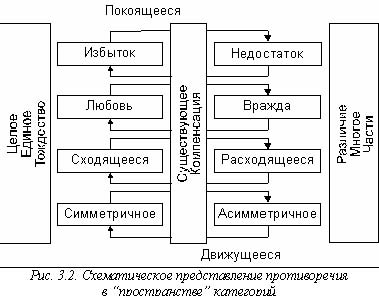 Покоящееся
Целое
Единое
Тождество
Избыток
Любовь
Сходящееся
Симметричное
Существующее
Компенсация
Недостаток
Вражда
Расходящееся
Асимметричное
Различие
Многое
Части
Движущееся
Рис. 3.2. Схематическое представление противоречия
в "пространстве" категорий